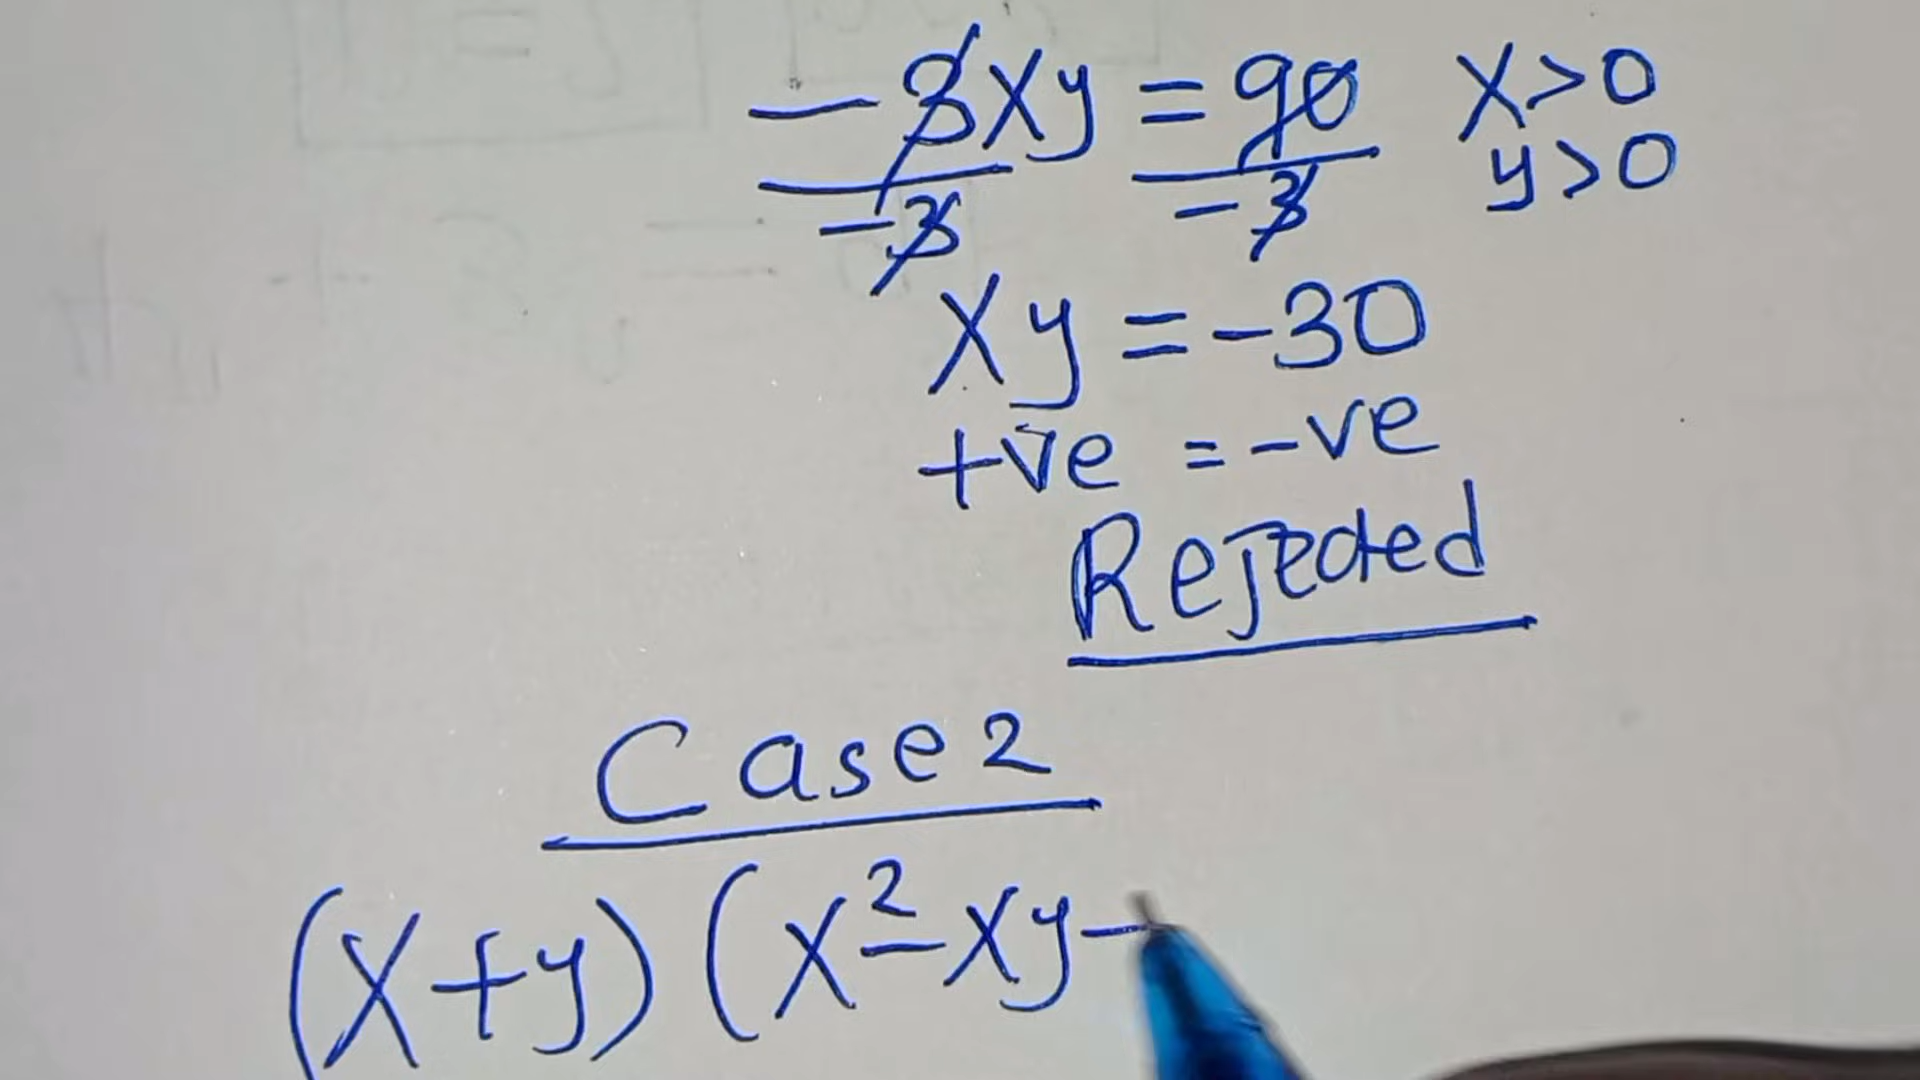 -3xy = 90 x>0
-3 -3 y>0
xy = -30
+ve = -ve
Rejected
Case 2
(x+y)(x²-xy-